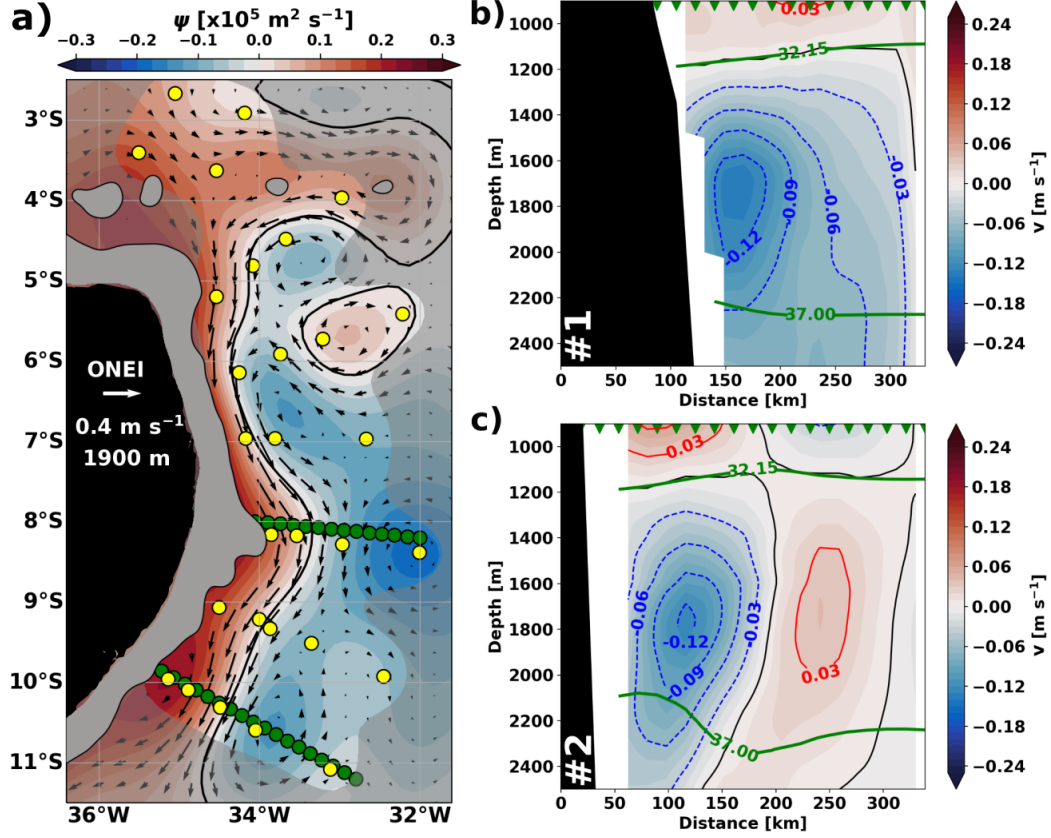 a)
ψ [x10⁵ m² s⁻¹]
−0.3 −0.2 −0.1 0.0 0.1 0.2 0.3
3°S
4°S
5°S
6°S
7°S
8°S
9°S
10°S
11°S
36°W 34°W 32°W
ONEI
0.4 m s⁻¹
1900 m
b)
Depth [m]
1000
1200
1400
1600
1800
2000
2200
2400
0.03
32.15
-0.03
-0.09
-0.06
-0.12
37.00
#1
0 50 100 150 200 250 300
Distance [km]
0.24
0.18
0.12
0.06
0.00
−0.06
−0.12
−0.18
−0.24
v [m s⁻¹]
c)
Depth [m]
1000
1200
1400
1600
1800
2000
2200
2400
0.03
32.15
-0.06
-0.03
-0.12
-0.09
0.03
37.00
#2
0 50 100 150 200 250 300
Distance [km]
0.24
0.18
0.12
0.06
0.00
−0.06
−0.12
−0.18
−0.24
v [m s⁻¹]